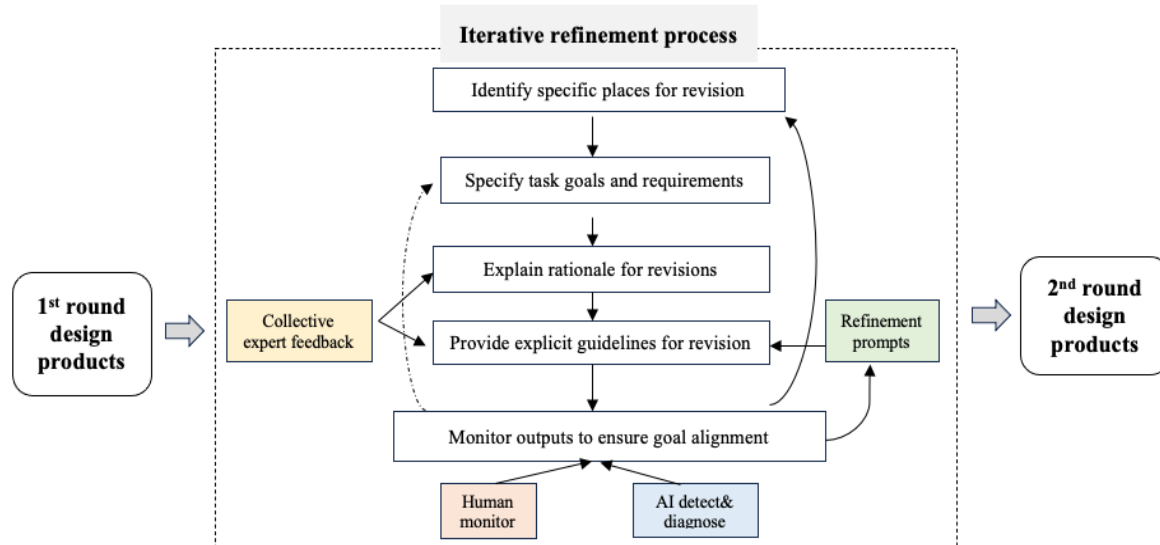 Iterative refinement process
Identify specific places for revision
Specify task goals and requirements
Explain rationale for revisions
Provide explicit guidelines for revision
Monitor outputs to ensure goal alignment
1st round
design
products
Collective
expert feedback
Refinement
prompts
2nd round
design
products
Human
monitor
AI detect&
diagnose